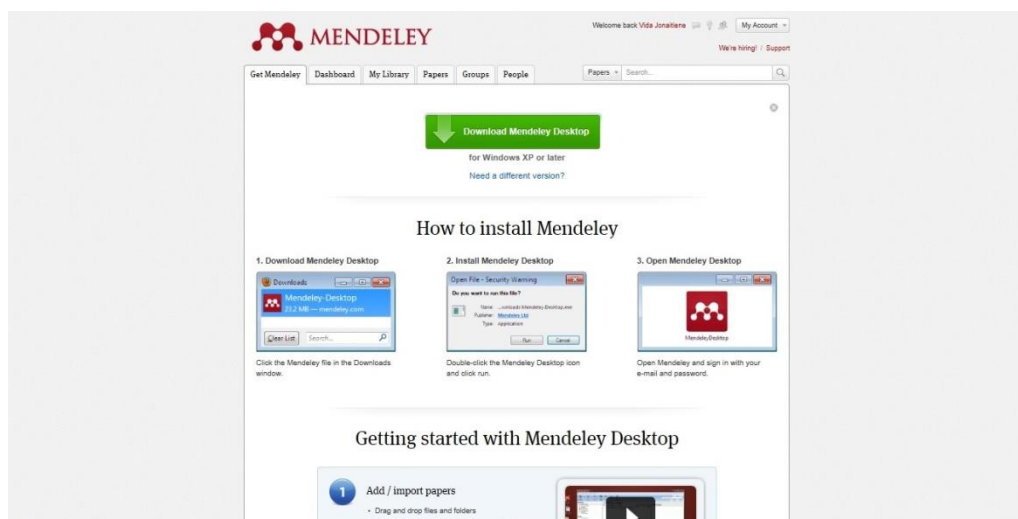 MENDELEY
Welcome back Vida Jonaitiene
My Account
We're hiring! / Support
Get Mendeley Dashboard My Library Papers Groups People
Papers Search...
Download Mendeley Desktop
for Windows XP or later
Need a different version?
How to install Mendeley
1. Download Mendeley Desktop
Downloads
Mendeley-Desktop
23.2 MB — mendeley.com
Clear List Search...
Click the Mendeley file in the Downloads
window.
2. Install Mendeley Desktop
Open File - Security Warning
Do you want to run this file?
Name:
Publisher: Mendeley Ltd
Type: Application
Run Cancel
Double-click the Mendeley Desktop icon
and click run.
3. Open Mendeley Desktop
MendeleyDesktop
Open Mendeley and sign in with your
e-mail and password.
Getting started with Mendeley Desktop
1
Add / import papers
• Drag and drop files and folders